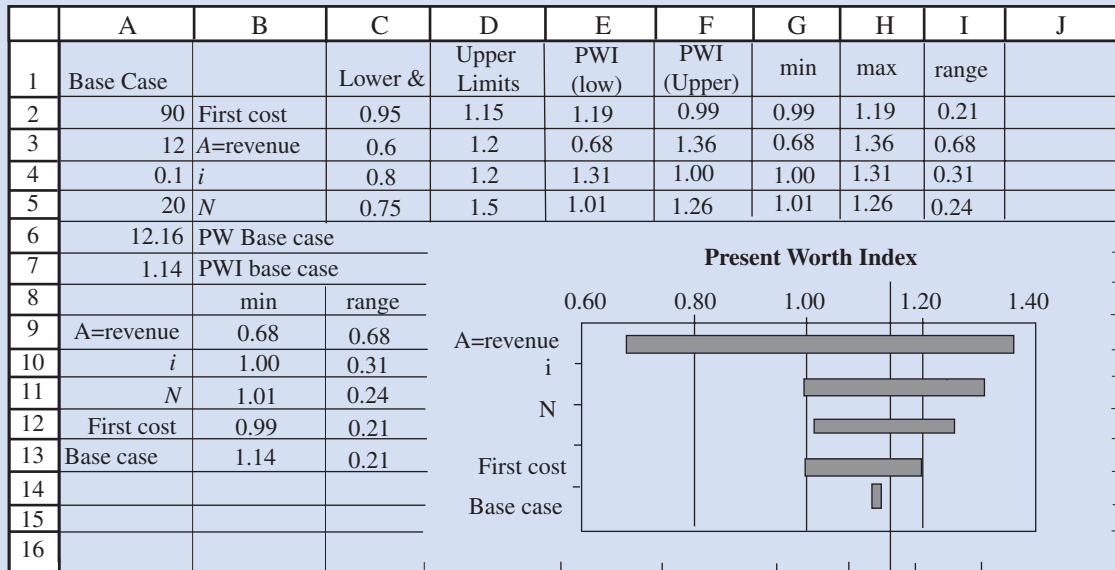 A B C D E F G H I J
1 Base Case Lower & Upper Limits PWI (low) PWI (Upper) min max range
2 90 First cost 0.95 1.15 1.19 0.99 0.99 1.19 0.21
3 12 A=revenue 0.6 1.2 0.68 1.36 0.68 1.36 0.68
4 0.1 i 0.8 1.2 1.31 1.00 1.00 1.31 0.31
5 20 N 0.75 1.5 1.01 1.26 1.01 1.26 0.24
6 12.16 PW Base case
7 1.14 PWI base case
8 min range
9 A=revenue 0.68 0.68
10 i 1.00 0.31
11 N 1.01 0.24
12 First cost 0.99 0.21
13 Base case 1.14 0.21
14
15
16
Present Worth Index
0.60 0.80 1.00 1.20 1.40
A=revenue
i
N
First cost
Base case